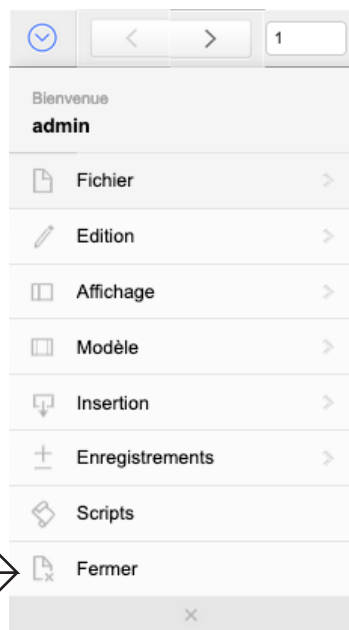 1
Bienvenue
admin
Fichier
Edition
Affichage
Modèle
Insertion
Enregistrements
Scripts
Fermer